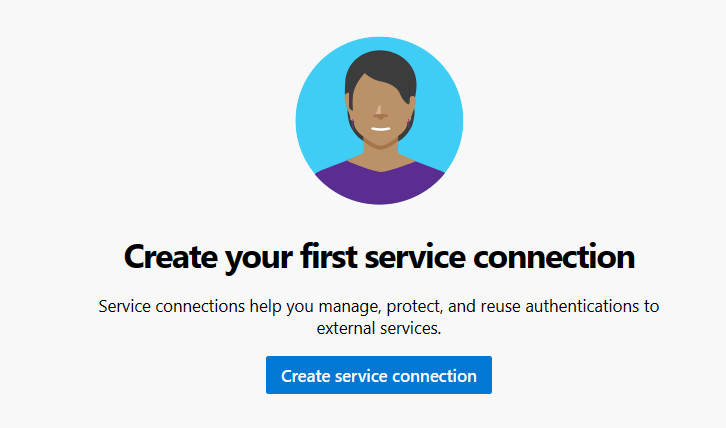 Create your first service connection
Service connections help you manage, protect, and reuse authentications to
external services.
Create service connection